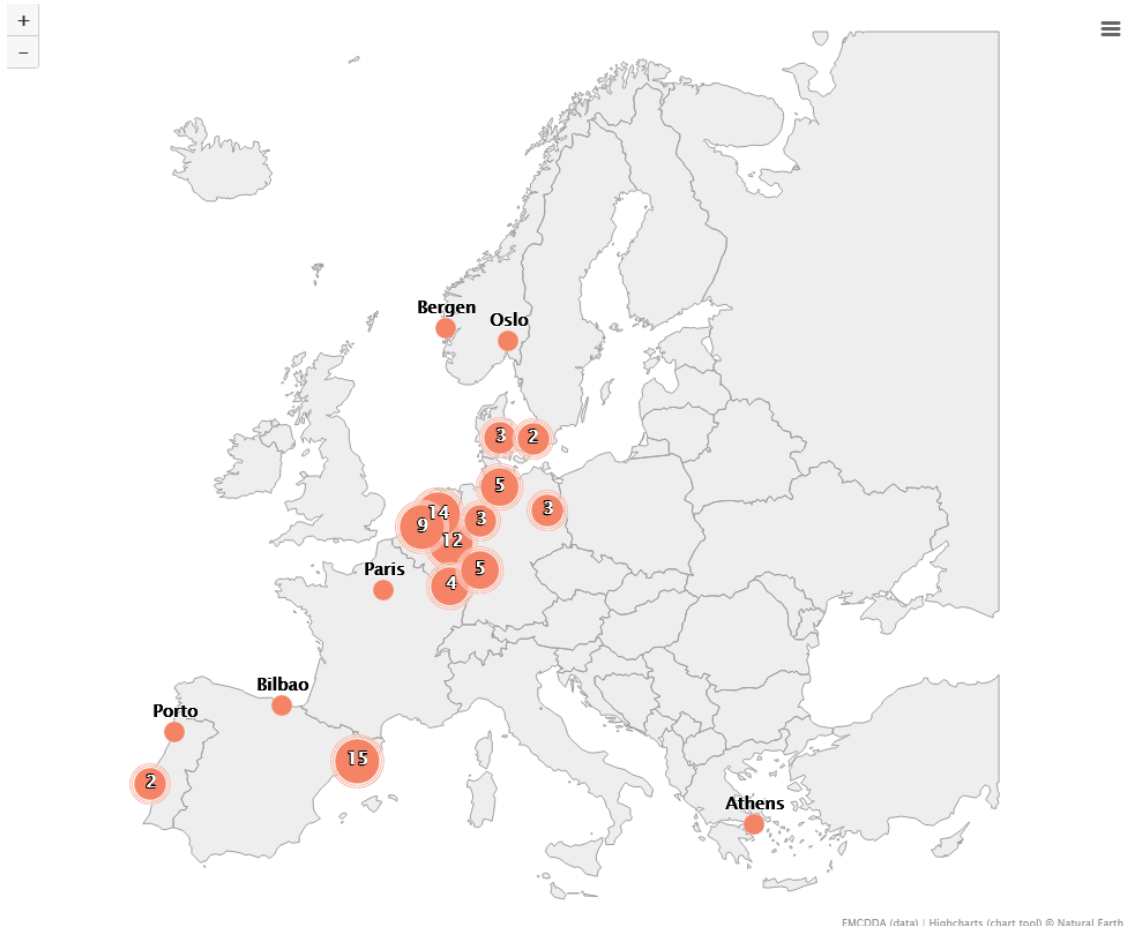 +
−
Bergen
Oslo
3
2
5
14
3
3
9
12
Paris
5
4
Bilbao
Porto
15
2
Athens
EMCDDA (data) | Highcharts (chart tool) © Natural Earth